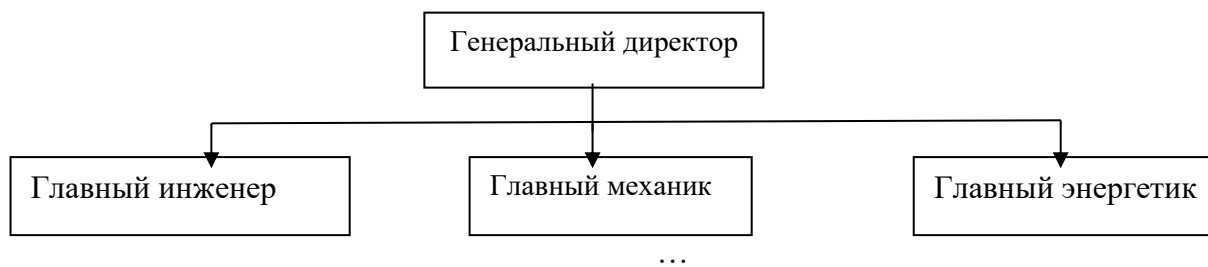 Генеральный директор
Главный инженер
Главный механик
Главный энергетик
…